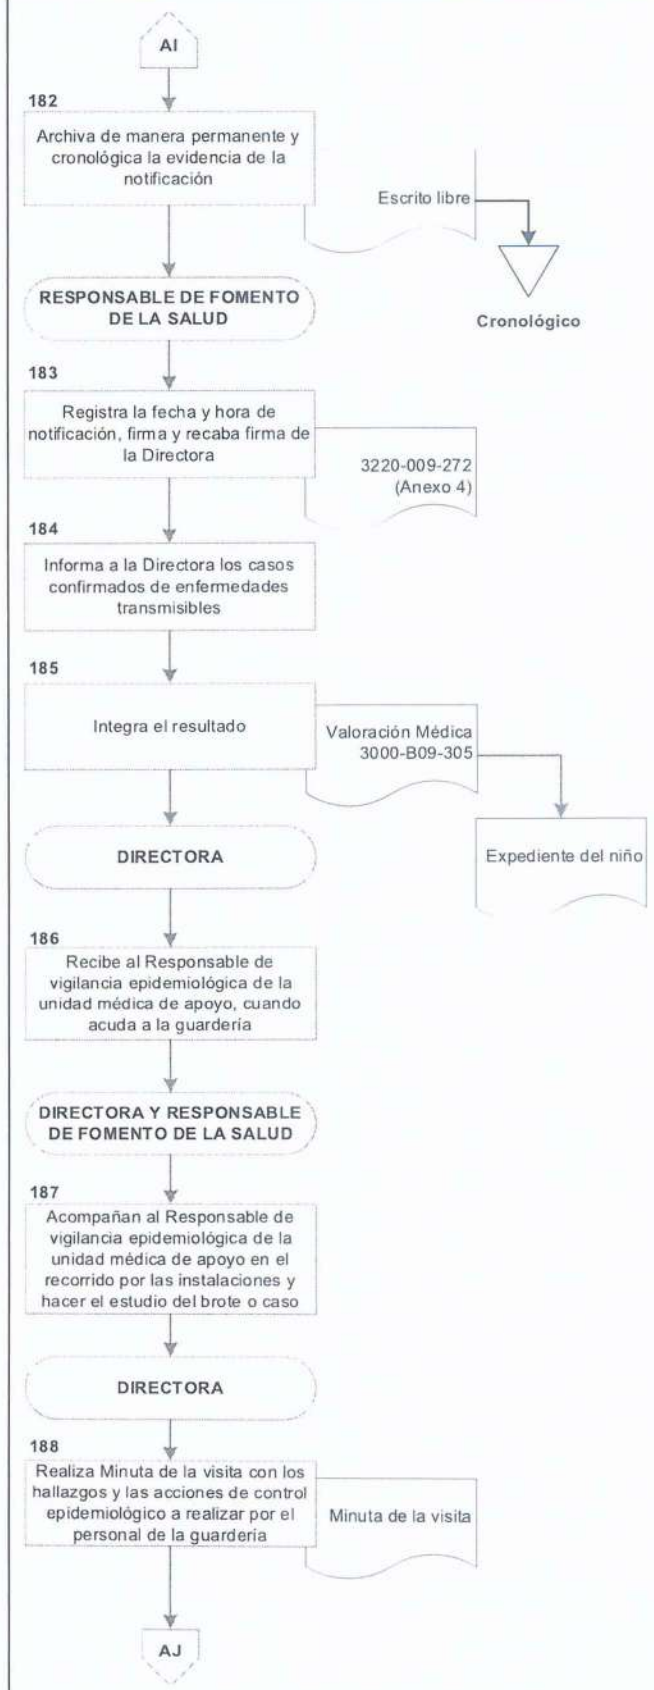 AI
182
Archiva de manera permanente y
cronológica la evidencia de la
notificación
Escrito libre
Cronológico
RESPONSABLE DE FOMENTO
DE LA SALUD
183
Registra la fecha y hora de
notificación, firma y recaba firma de
la Directora
3220-009-272
(Anexo 4)
184
Informa a la Directora los casos
confirmados de enfermedades
transmisibles
185
Integra el resultado
Valoración Médica
3000-B09-305
Expediente del niño
DIRECTORA
186
Recibe al Responsable de
vigilancia epidemiológica de la
unidad médica de apoyo, cuando
acuda a la guardería
DIRECTORA Y RESPONSABLE
DE FOMENTO DE LA SALUD
187
Acompañan al Responsable de
vigilancia epidemiológica de la
unidad médica de apoyo en el
recorrido por las instalaciones y
hacer el estudio del brote o caso
DIRECTORA
188
Realiza Minuta de la visita con los
hallazgos y las acciones de control
epidemiológico a realizar por el
personal de la guardería
Minuta de la visita
AJ